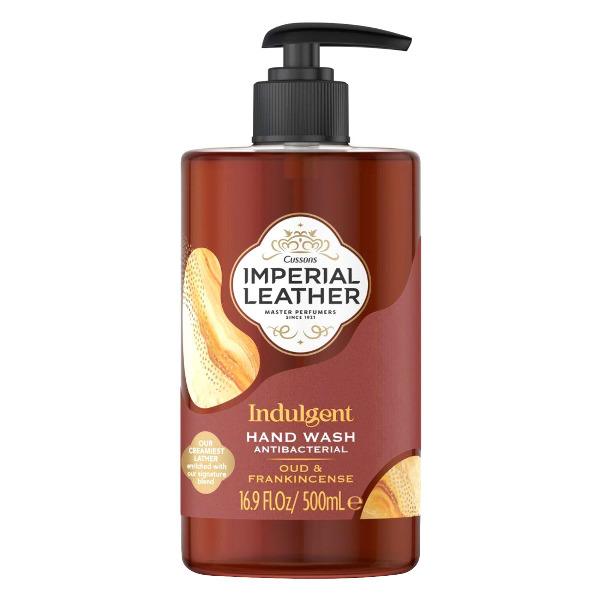 Cussons
IMPERIAL
LEATHER
MASTER PERFUMERS
SINCE 1921
Indulgent
HAND WASH
ANTIBACTERIAL
OUD &
FRANKINCENSE
16.9 Fl.Oz/ 500mL e
OUR
CREAMIEST
LATHER
enriched with
our signature
blend